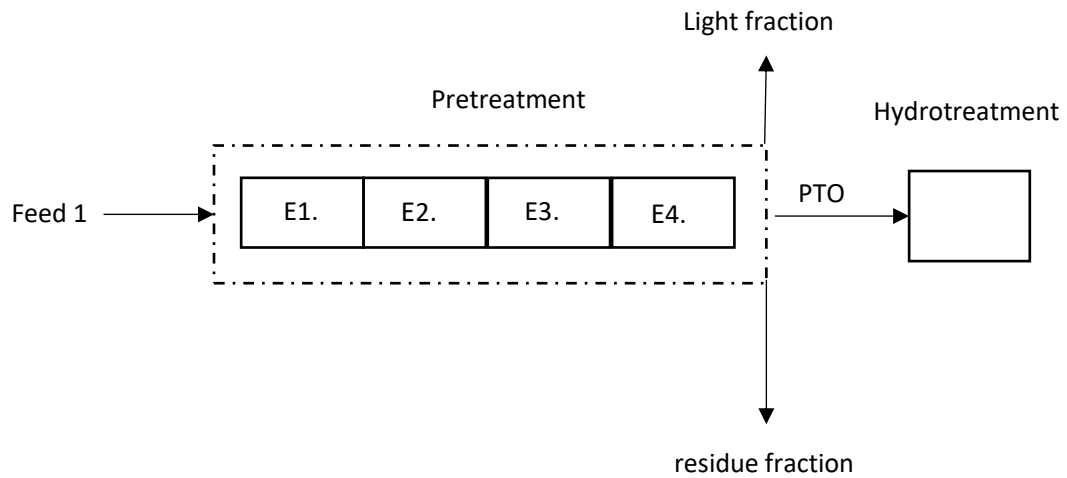 Light fraction
Pretreatment
Hydrotreatment
Feed 1
E1.
E2.
E3.
E4.
PTO
residue fraction